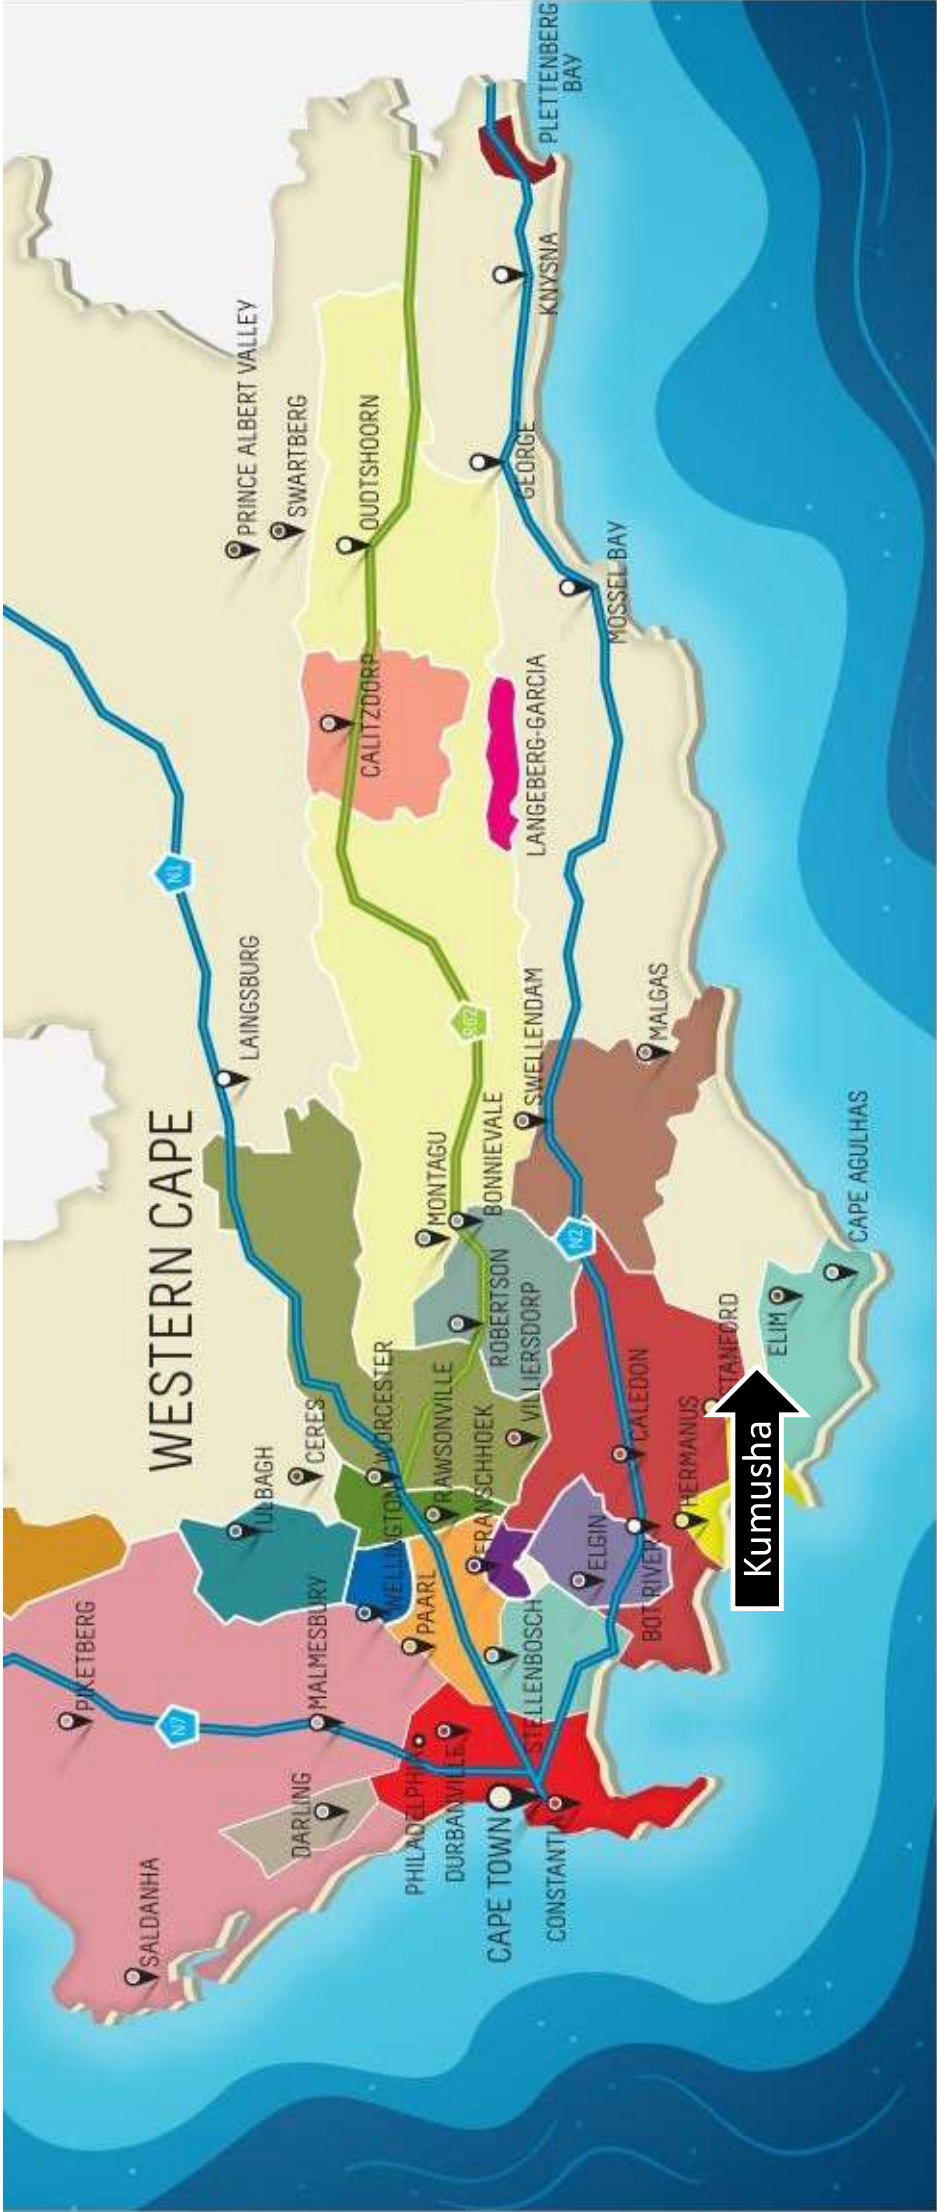 WESTERN CAPE
PIKETBERG
SALDANHA
N7
MALMESBURY
DARLING
TULBAGH
CERES
LAINGSBURG
N1
PRINCE ALBERT VALLEY
SWARTBERG
OUDTSHOORN
CALITZDORP
WELLINGTON
WORCESTER
PAARL
RAWSONVILLE
MONTAGU
R62
PHILADELPHIA
DURBANVILLE
FRANSCHHOEK
ROBERTSON
BONNIEVALE
CAPE TOWN
STELLENBOSCH
VILLIERSDORP
SWELLENDAM
LANGEBERG-GARCIA
GEORGE
KNYSNA
PLETTENBERG
BAY
N2
ELGIN
MOSSEL BAY
BOT RIVER
CALEDON
MALGAS
HERMANUS
STANFORD
Kumusha
ELIM
CAPE AGULHAS